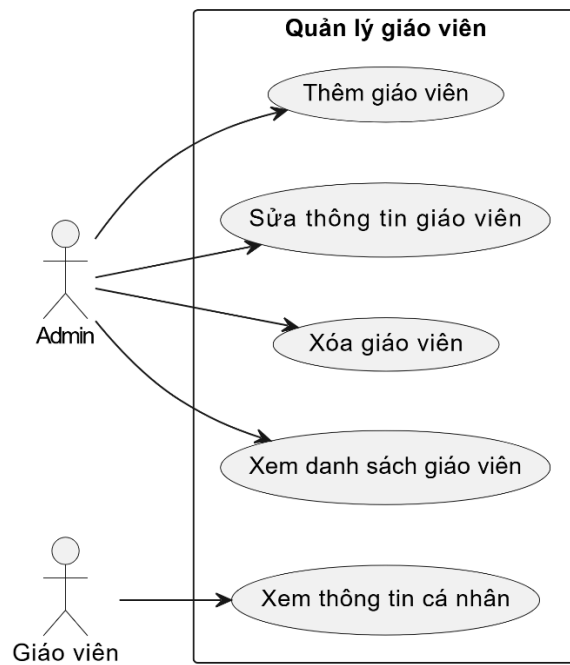 Quản lý giáo viên
Thêm giáo viên
Sửa thông tin giáo viên
Admin
Xóa giáo viên
Xem danh sách giáo viên
Xem thông tin cá nhân
Giáo viên